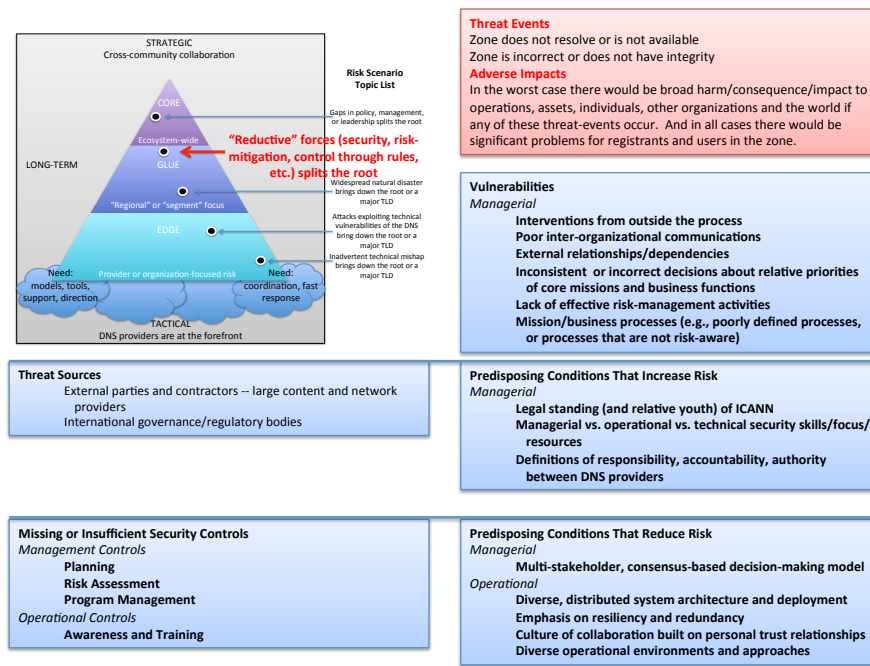 STRATEGIC
Cross-community collaboration
LONG-TERM
CORE
Ecosystem-wide
GLUE
"Regional" or "segment" focus
EDGE
Provider or organization-focused risk
Need:
models, tools,
support, direction
Need:
coordination, fast
response
TACTICAL
DNS providers are at the forefront
Risk Scenario
Topic List
Gaps in policy, management,
or leadership splits the root
"Reductive" forces (security, risk-
mitigation, control through rules,
etc.) splits the root
Widespread natural disaster
brings down the root or a
major TLD
Attacks exploiting technical
vulnerabilities of the DNS
bring down the root or a
major TLD
Inadvertent technical mishap
brings down the root or a
major TLD
Threat Events
Zone does not resolve or is not available
Zone is incorrect or does not have integrity
Adverse Impacts
In the worst case there would be broad harm/consequence/impact to
operations, assets, individuals, other organizations and the world if
any of these threat-events occur. And in all cases there would be
significant problems for registrants and users in the zone.
Vulnerabilities
Managerial
Interventions from outside the process
Poor inter-organizational communications
External relationships/dependencies
Inconsistent or incorrect decisions about relative priorities
of core missions and business functions
Lack of effective risk-management activities
Mission/business processes (e.g., poorly defined processes,
or processes that are not risk-aware)
Threat Sources
External parties and contractors -- large content and network
providers
International governance/regulatory bodies
Predisposing Conditions That Increase Risk
Managerial
Legal standing (and relative youth) of ICANN
Managerial vs. operational vs. technical security skills/focus/
resources
Definitions of responsibility, accountability, authority
between DNS providers
Missing or Insufficient Security Controls
Management Controls
Planning
Risk Assessment
Program Management
Operational Controls
Awareness and Training
Predisposing Conditions That Reduce Risk
Managerial
Multi-stakeholder, consensus-based decision-making model
Operational
Diverse, distributed system architecture and deployment
Emphasis on resiliency and redundancy
Culture of collaboration built on personal trust relationships
Diverse operational environments and approaches